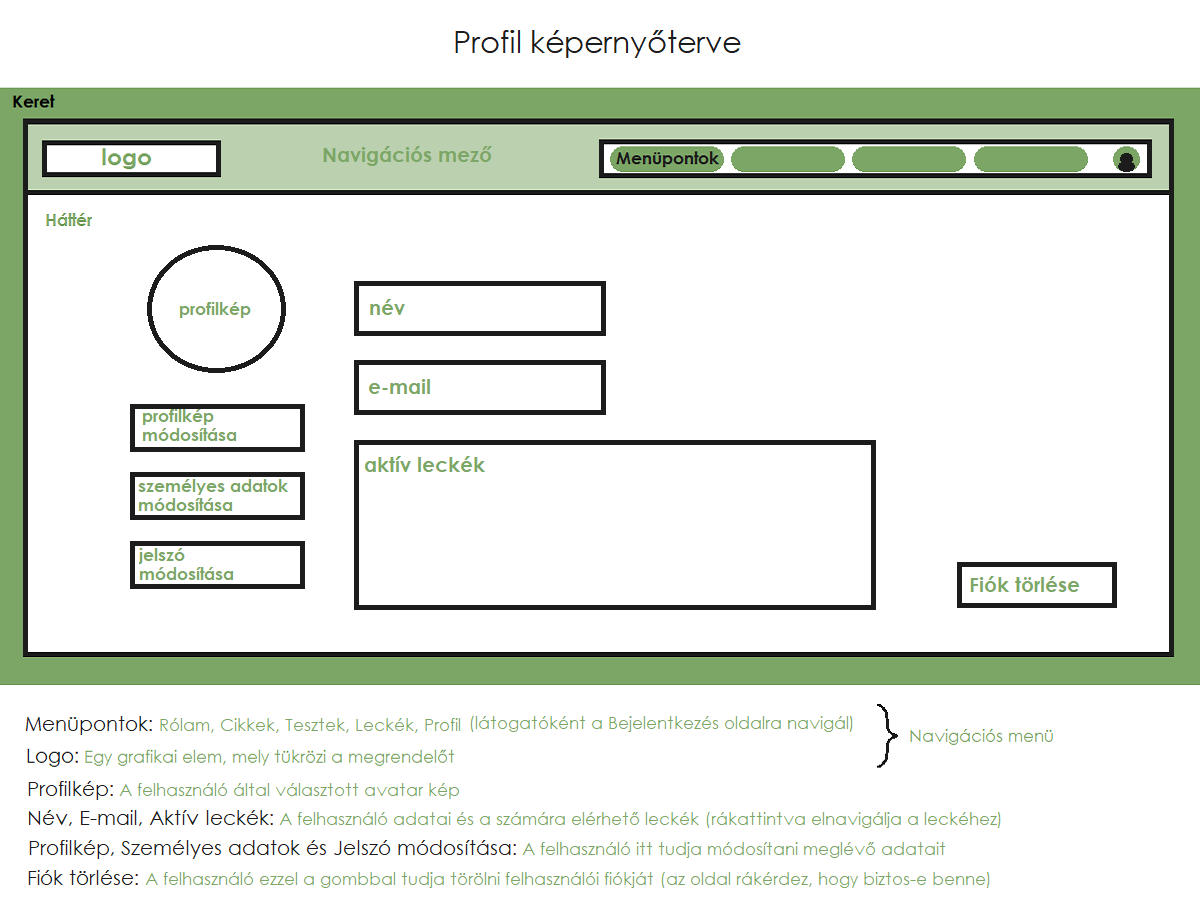 Profil képernyőterve
Keret
logo
Navigációs mező
Menüpontok
Háttér
profilkép
név
e-mail
profilkép
módosítása
aktív leckék
személyes adatok
módosítása
jelszó
módosítása
Fiók törlése
Menüpontok: Rólam, Cikkek, Tesztek, Leckék, Profil (látogatóként a Bejelentkezés oldalra navigál)
Navigációs menü
Logo: Egy grafikai elem, mely tükrözi a megrendelőt
Profilkép: A felhasználó által választott avatar kép
Név, E-mail, Aktív leckék: A felhasználó adatai és a számára elérhető leckék (rákattintva elnavigálja a leckéhez)
Profilkép, Személyes adatok és Jelszó módosítása: A felhasználó itt tudja módosítani meglévő adatait
Fiók törlése: A felhasználó ezzel a gombbal tudja törölni felhasználói fiókját (az oldal rákérdez, hogy biztos-e benne)